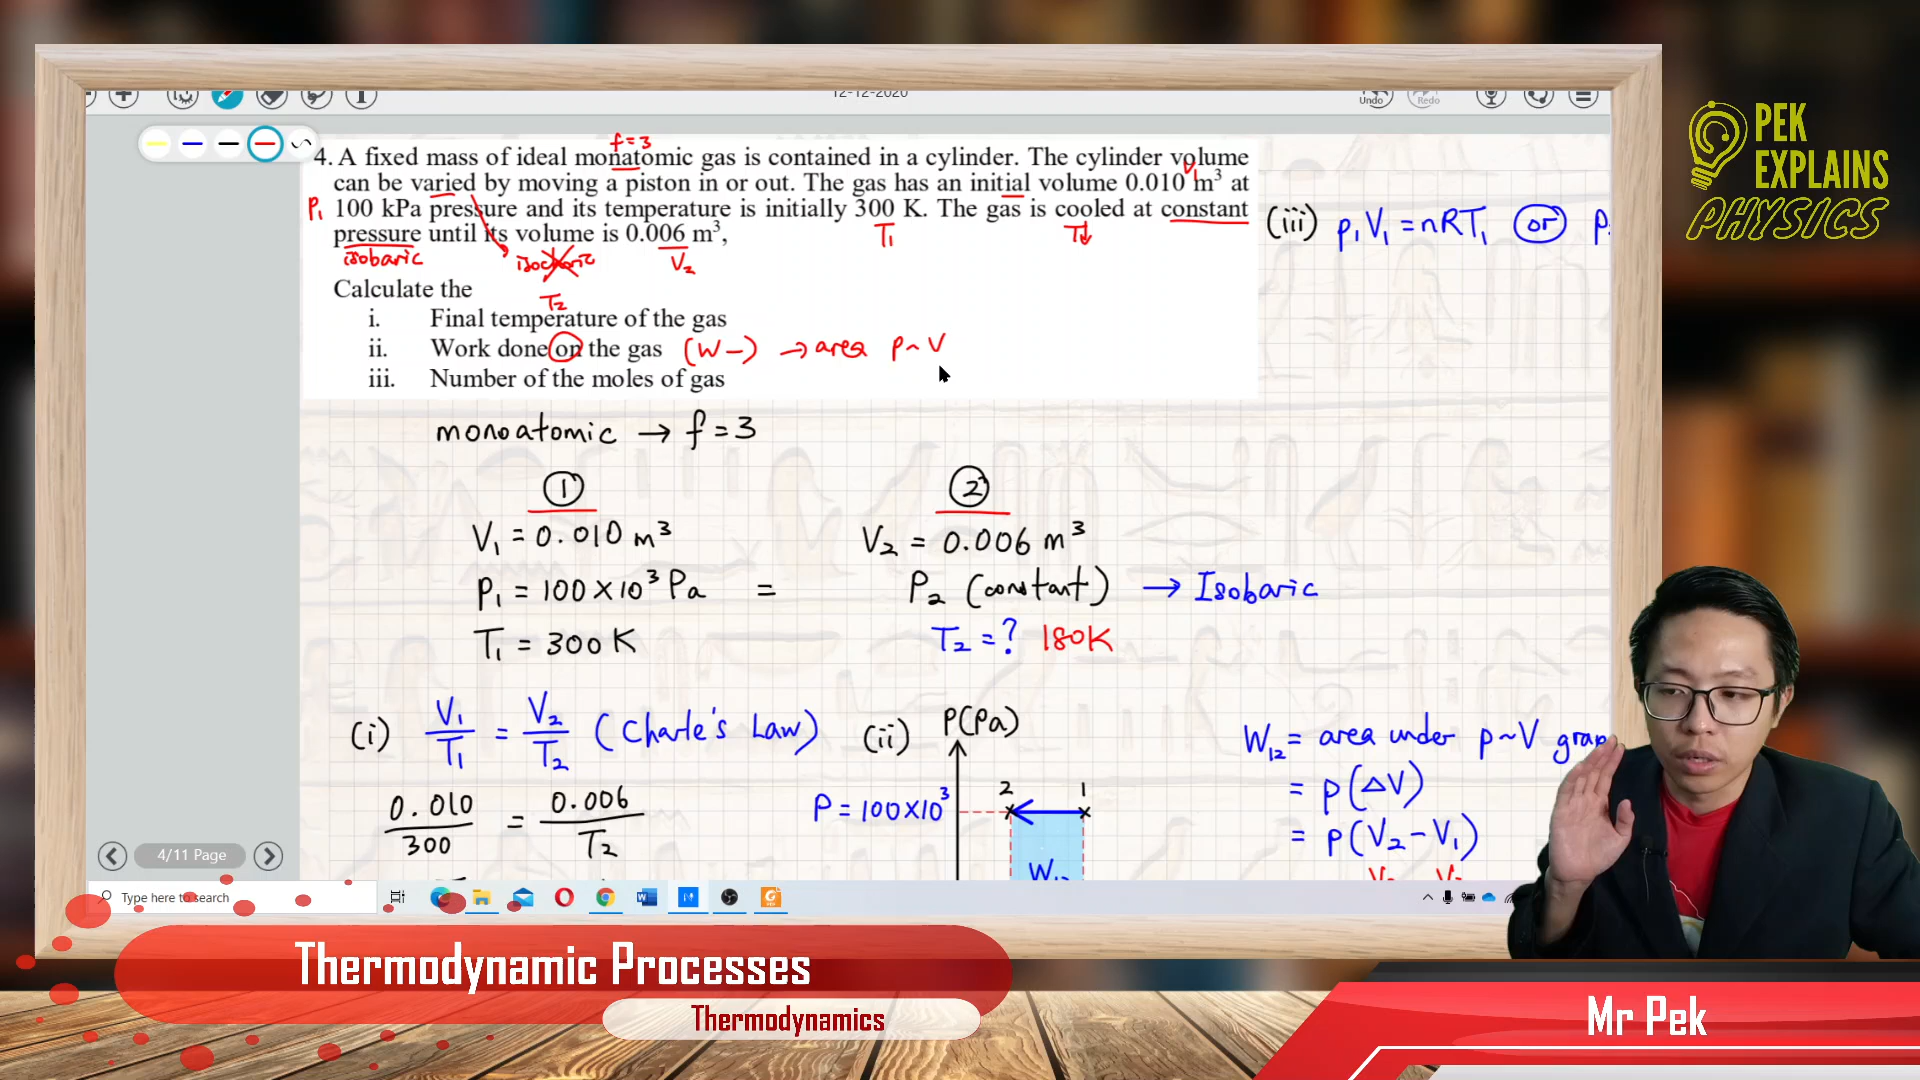 12-12-2020
Undo
Redo
f=3
4. A fixed mass of ideal monatomic gas is contained in a cylinder. The cylinder volume
V₁
can be varied by moving a piston in or out. The gas has an initial volume 0.010 m³ at
P₁ 100 kPa pressure and its temperature is initially 300 K. The gas is cooled at constant
pressure until its volume is 0.006 m³,
T₁
T↓
isobaric
isochoric
V₂
Calculate the
T₂
i. Final temperature of the gas
ii. Work done on the gas (W –) → area p ~ V
iii. Number of the moles of gas
(iii) p₁V₁ = nRT₁ (or) p
monoatomic → f = 3
①
②
V₁ = 0.010 m³
V₂ = 0.006 m³
P₁ = 100 × 10³ Pa = P₂ (constant) → Isobaric
T₁ = 300 K
T₂ = ? 180K
(i) V₁/T₁ = V₂/T₂ (Charle's Law)
0.010/300 = 0.006/T₂
(ii) P(Pa)
2 1
P = 100×10³
W₁₂
W₁₂ = area under p~V
= p(ΔV)
= p(V₂ – V₁)
4/11 Page
Type here to search
PEK
EXPLAINS
PHYSICS
Thermodynamic Processes
Thermodynamics
Mr Pek